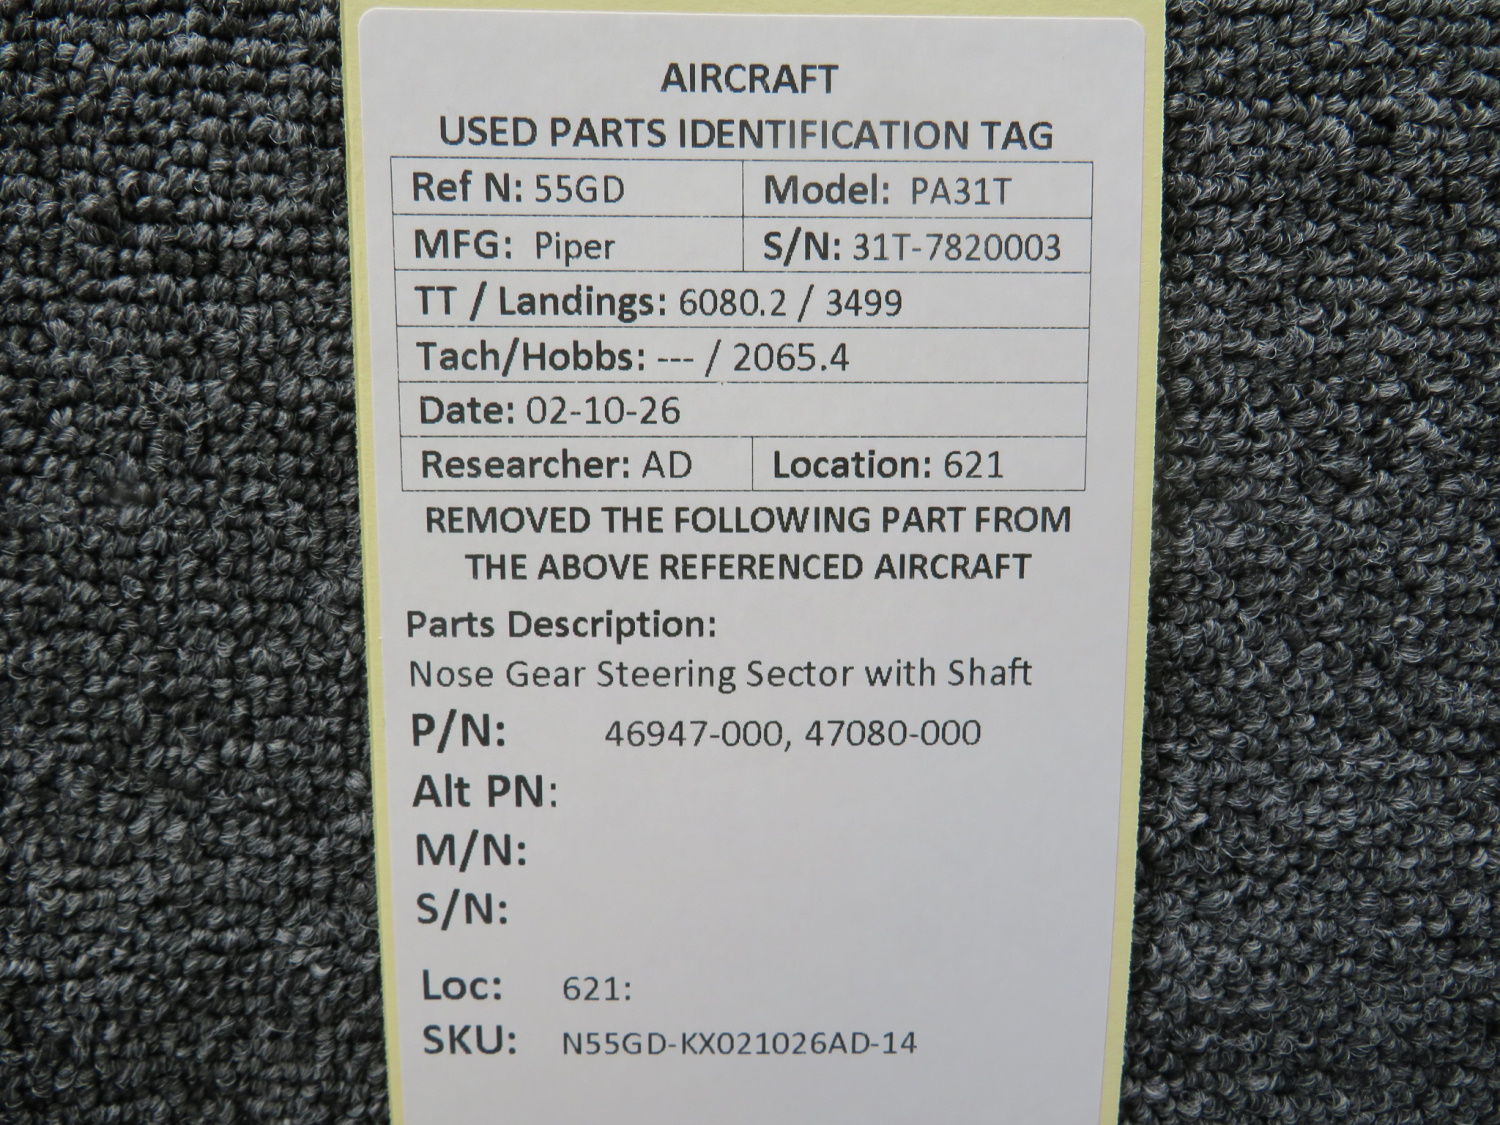 AIRCRAFT
USED PARTS IDENTIFICATION TAG
Ref N: 55GD Model: PA31T
MFG: Piper S/N: 31T-7820003
TT / Landings: 6080.2 / 3499
Tach/Hobbs: --- / 2065.4
Date: 02-10-26
Researcher: AD Location: 621
REMOVED THE FOLLOWING PART FROM
THE ABOVE REFERENCED AIRCRAFT
Parts Description:
Nose Gear Steering Sector with Shaft
P/N: 46947-000, 47080-000
Alt PN:
M/N:
S/N:
Loc: 621:
SKU: N55GD-KX021026AD-14